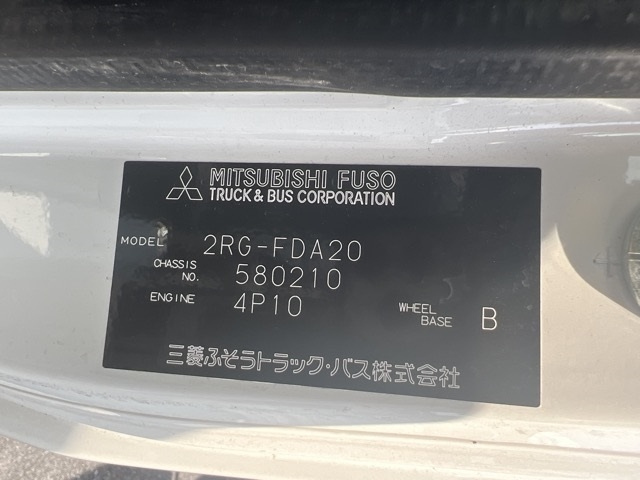 MITSUBISHI FUSO
TRUCK & BUS CORPORATION
MODEL 2RG-FDA20
CHASSIS NO. 580210
ENGINE 4P10
WHEEL BASE B
三菱ふそうトラック・バス株式会社